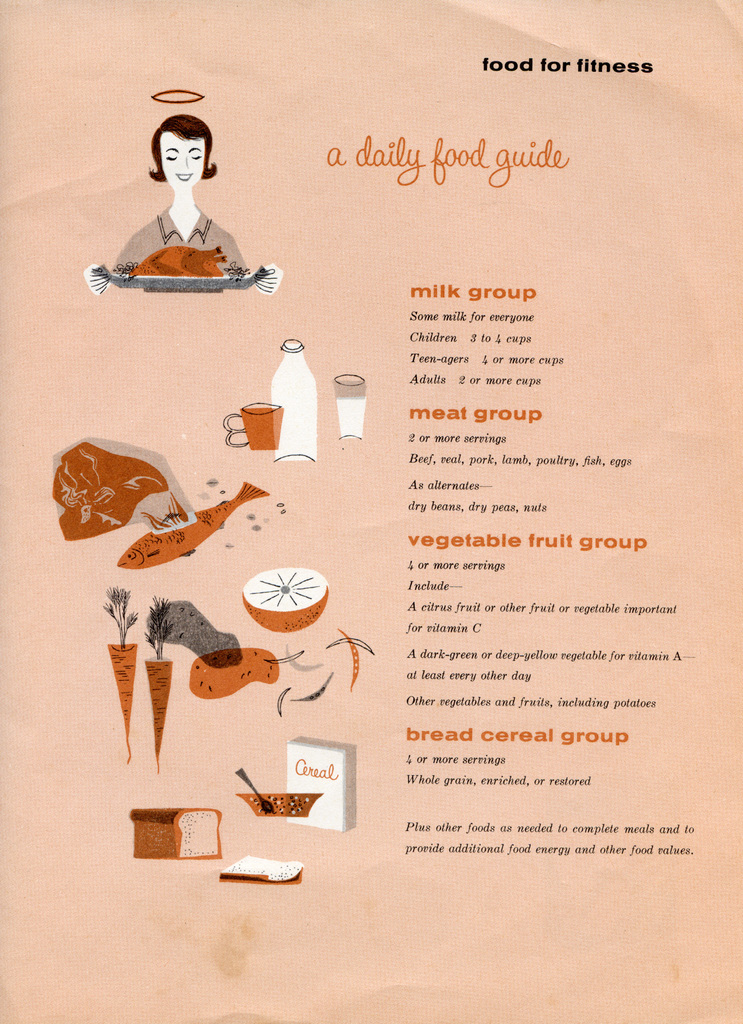 food for fitness
a daily food guide
milk group
Some milk for everyone
Children 3 to 4 cups
Teen-agers 4 or more cups
Adults 2 or more cups
meat group
2 or more servings
Beef, veal, pork, lamb, poultry, fish, eggs
As alternates—
dry beans, dry peas, nuts
vegetable fruit group
4 or more servings
Include—
A citrus fruit or other fruit or vegetable important
for vitamin C
A dark-green or deep-yellow vegetable for vitamin A—
at least every other day
Other vegetables and fruits, including potatoes
bread cereal group
4 or more servings
Whole grain, enriched, or restored
Cereal
Plus other foods as needed to complete meals and to
provide additional food energy and other food values.